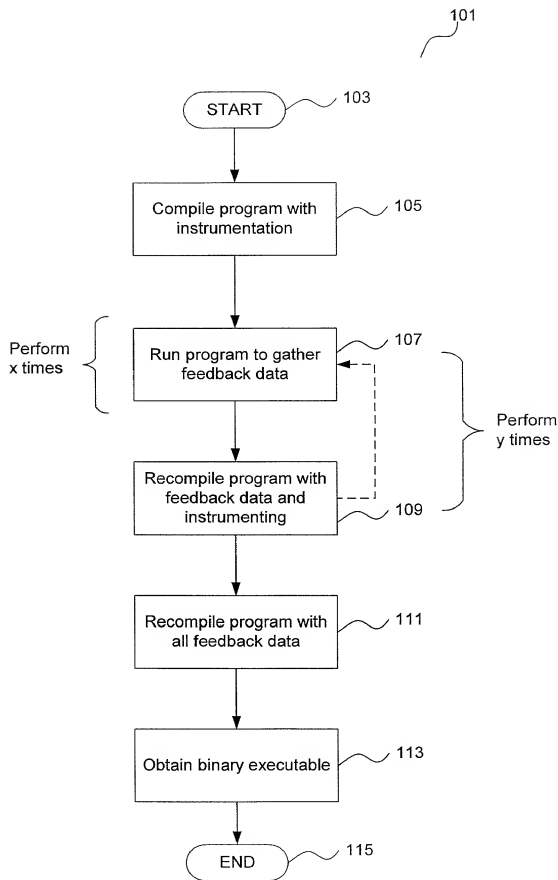 101
START
103
Compile program with
instrumentation
105
107
Perform
x times
Run program to gather
feedback data
Perform
y times
Recompile program with
feedback data and
instrumenting
109
Recompile program with
all feedback data
111
Obtain binary executable
113
END
115